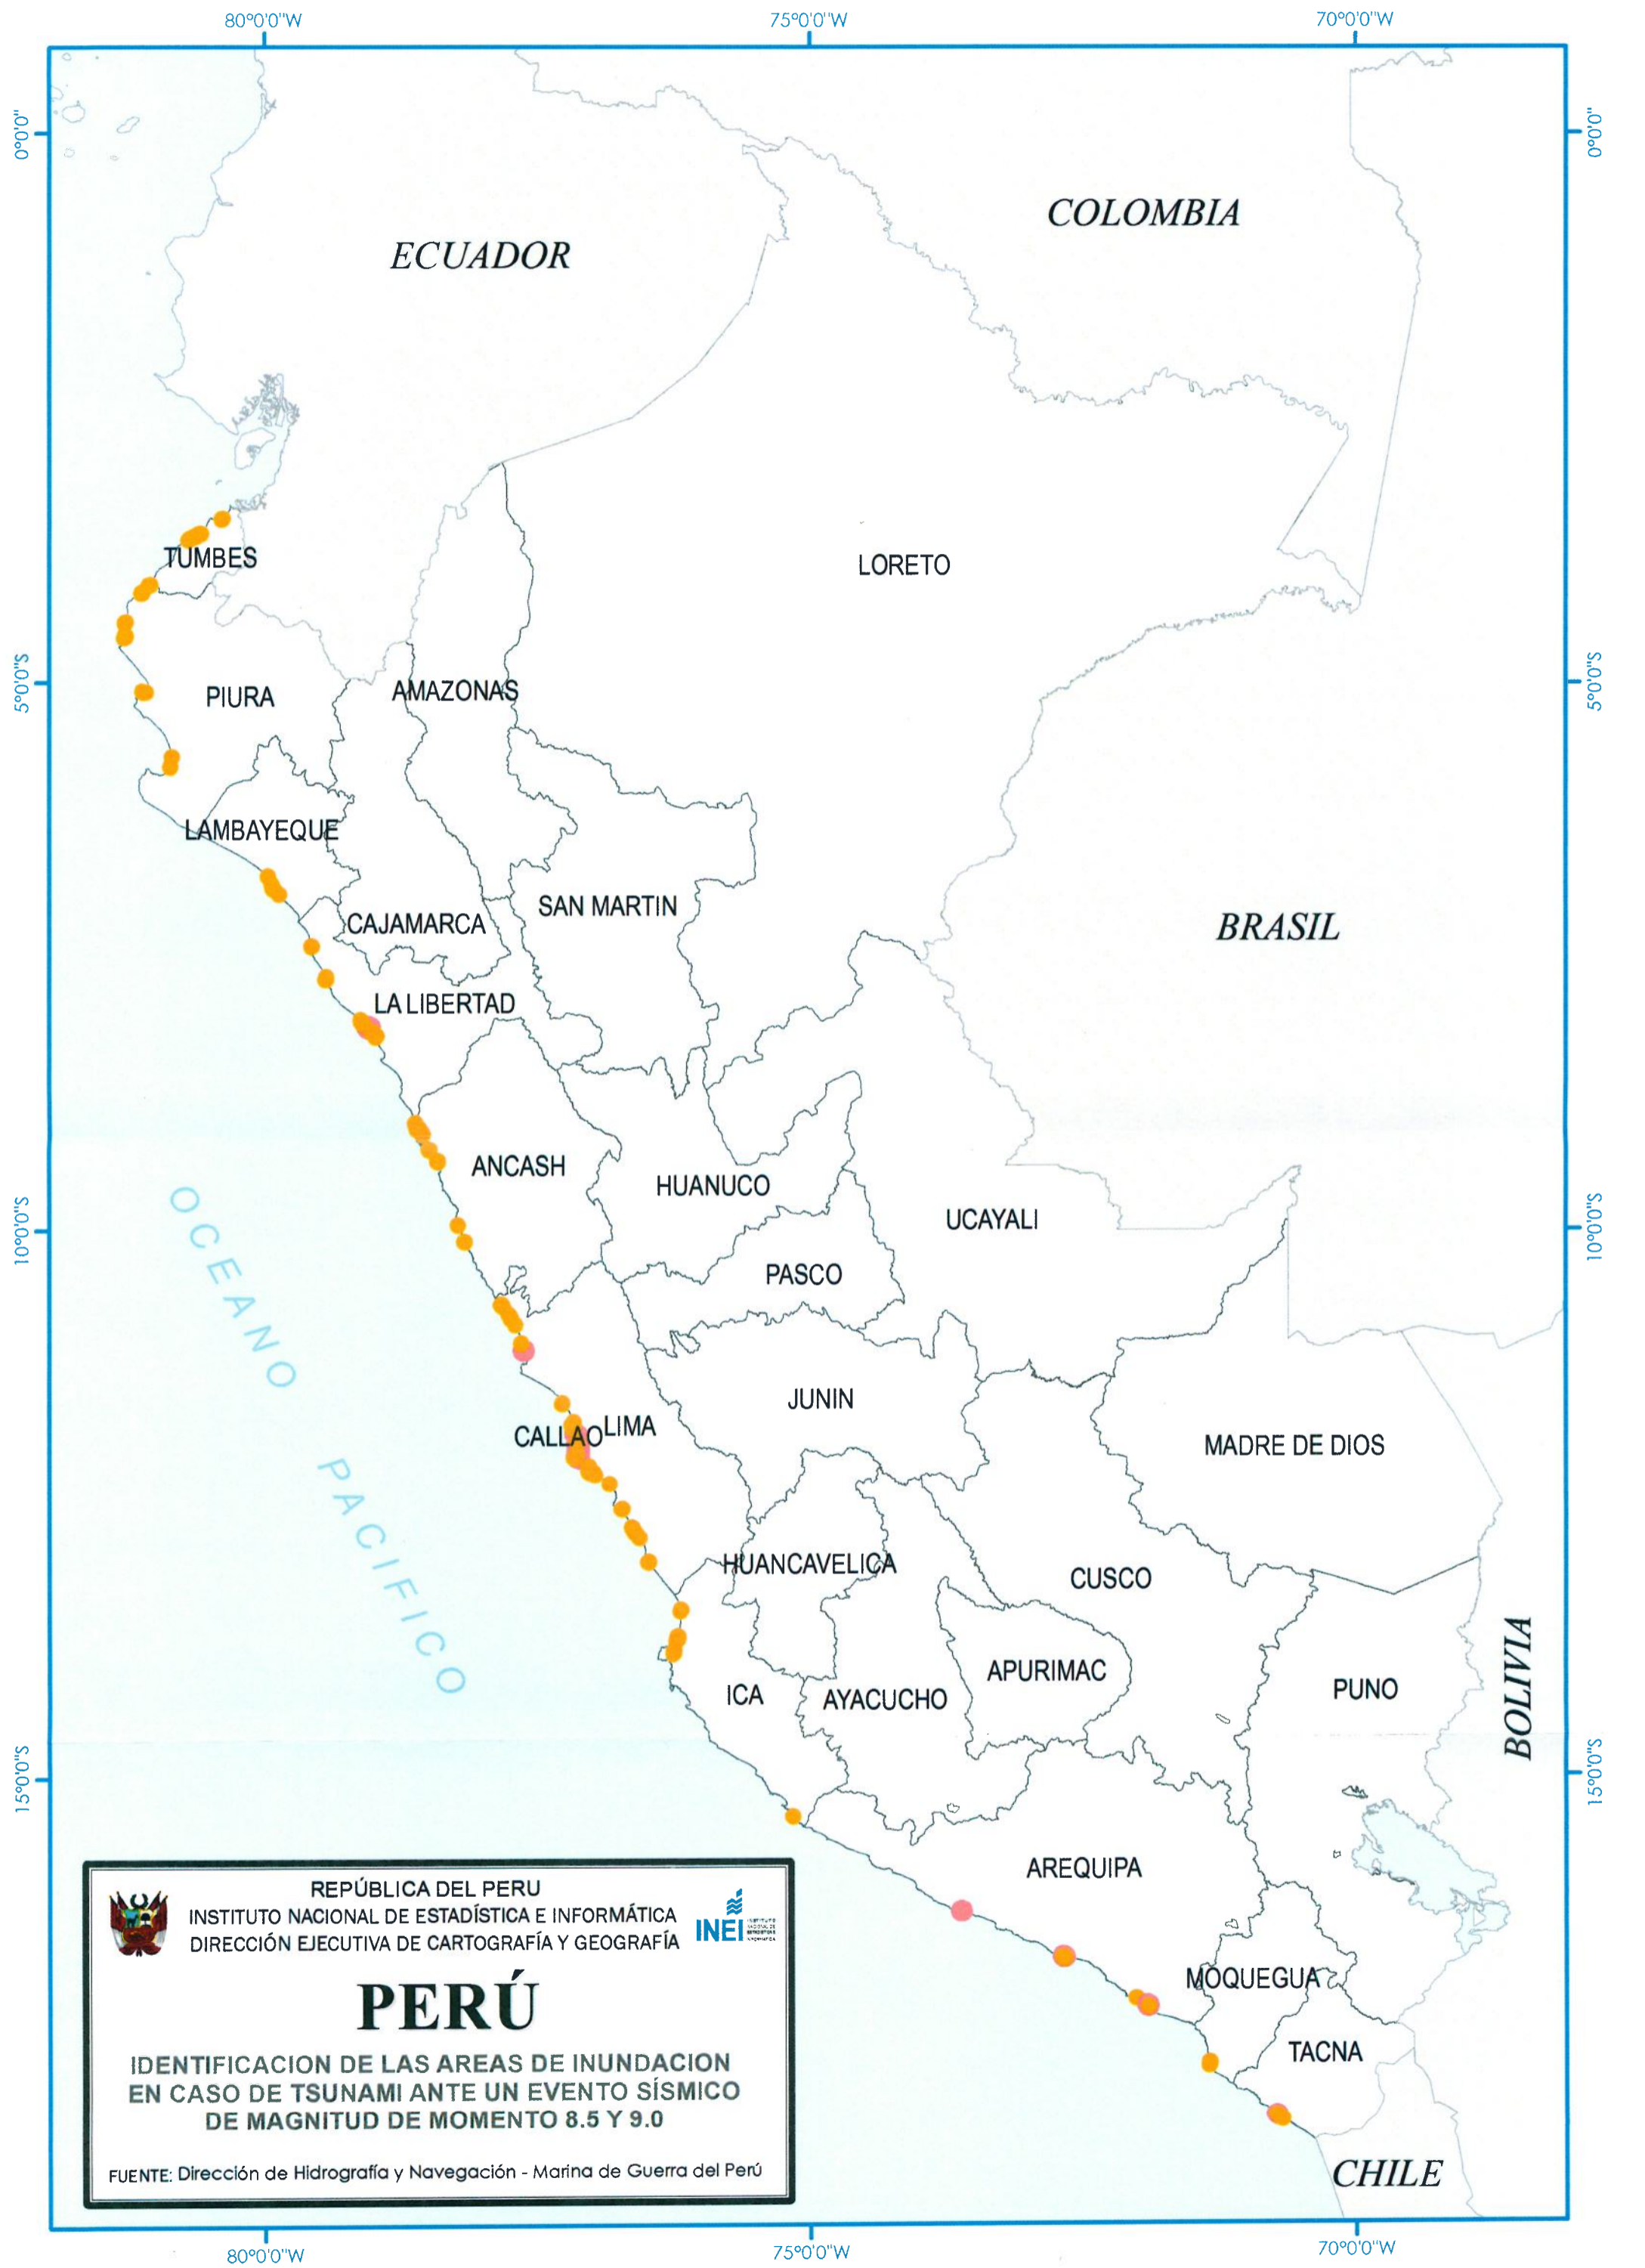 80°0'0"W
75°0'0"W
70°0'0"W
0°0'0"
0°0'0"
COLOMBIA
ECUADOR
TUMBES
LORETO
5°0'0"S
5°0'0"S
PIURA
AMAZONAS
LAMBAYEQUE
SAN MARTIN
CAJAMARCA
BRASIL
LA LIBERTAD
ANCASH
HUANUCO
UCAYALI
10°0'0"S
10°0'0"S
PASCO
OCEANO PACIFICO
JUNIN
LIMA
CALLAO
MADRE DE DIOS
HUANCAVELICA
CUSCO
APURIMAC
PUNO
BOLIVIA
ICA
AYACUCHO
15°0'0"S
15°0'0"S
AREQUIPA
MOQUEGUA
TACNA
CHILE
REPÚBLICA DEL PERU
INSTITUTO NACIONAL DE ESTADÍSTICA E INFORMÁTICA
DIRECCIÓN EJECUTIVA DE CARTOGRAFÍA Y GEOGRAFÍA
INEI
PERÚ
IDENTIFICACION DE LAS AREAS DE INUNDACION
EN CASO DE TSUNAMI ANTE UN EVENTO SÍSMICO
DE MAGNITUD DE MOMENTO 8.5 Y 9.0
FUENTE: Dirección de Hidrografía y Navegación - Marina de Guerra del Perú
80°0'0"W
75°0'0"W
70°0'0"W